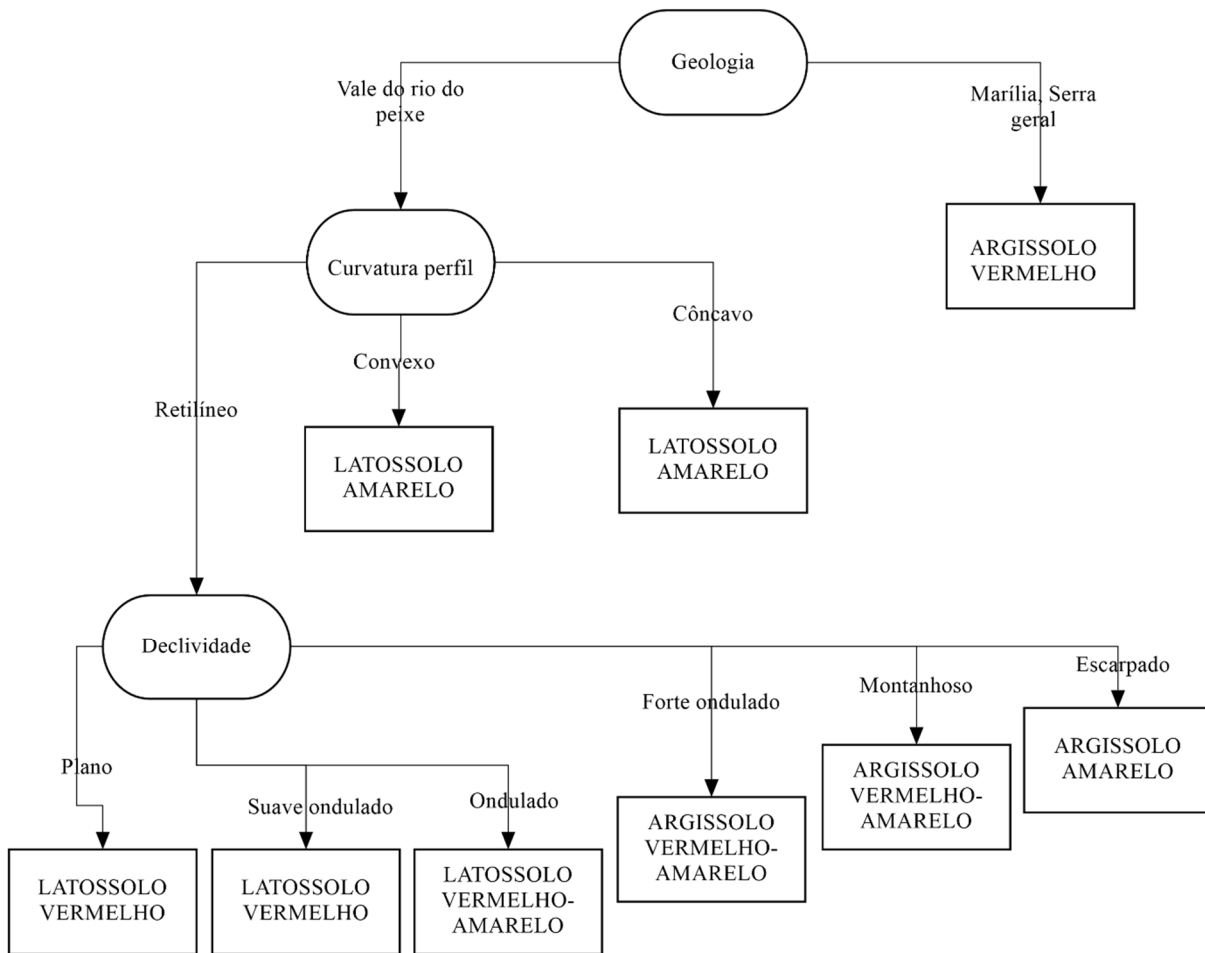 Geologia
Vale do rio do
peixe
Marília, Serra
geral
ARGISSOLO
VERMELHO
Curvatura perfil
Côncavo
Convexo
Retilíneo
LATOSSOLO
AMARELO
LATOSSOLO
AMARELO
Declividade
Escarpado
Montanhoso
Forte ondulado
Plano
Suave ondulado
Ondulado
ARGISSOLO
AMARELO
ARGISSOLO
VERMELHO-
AMARELO
ARGISSOLO
VERMELHO-
AMARELO
LATOSSOLO
VERMELHO
LATOSSOLO
VERMELHO
LATOSSOLO
VERMELHO-
AMARELO